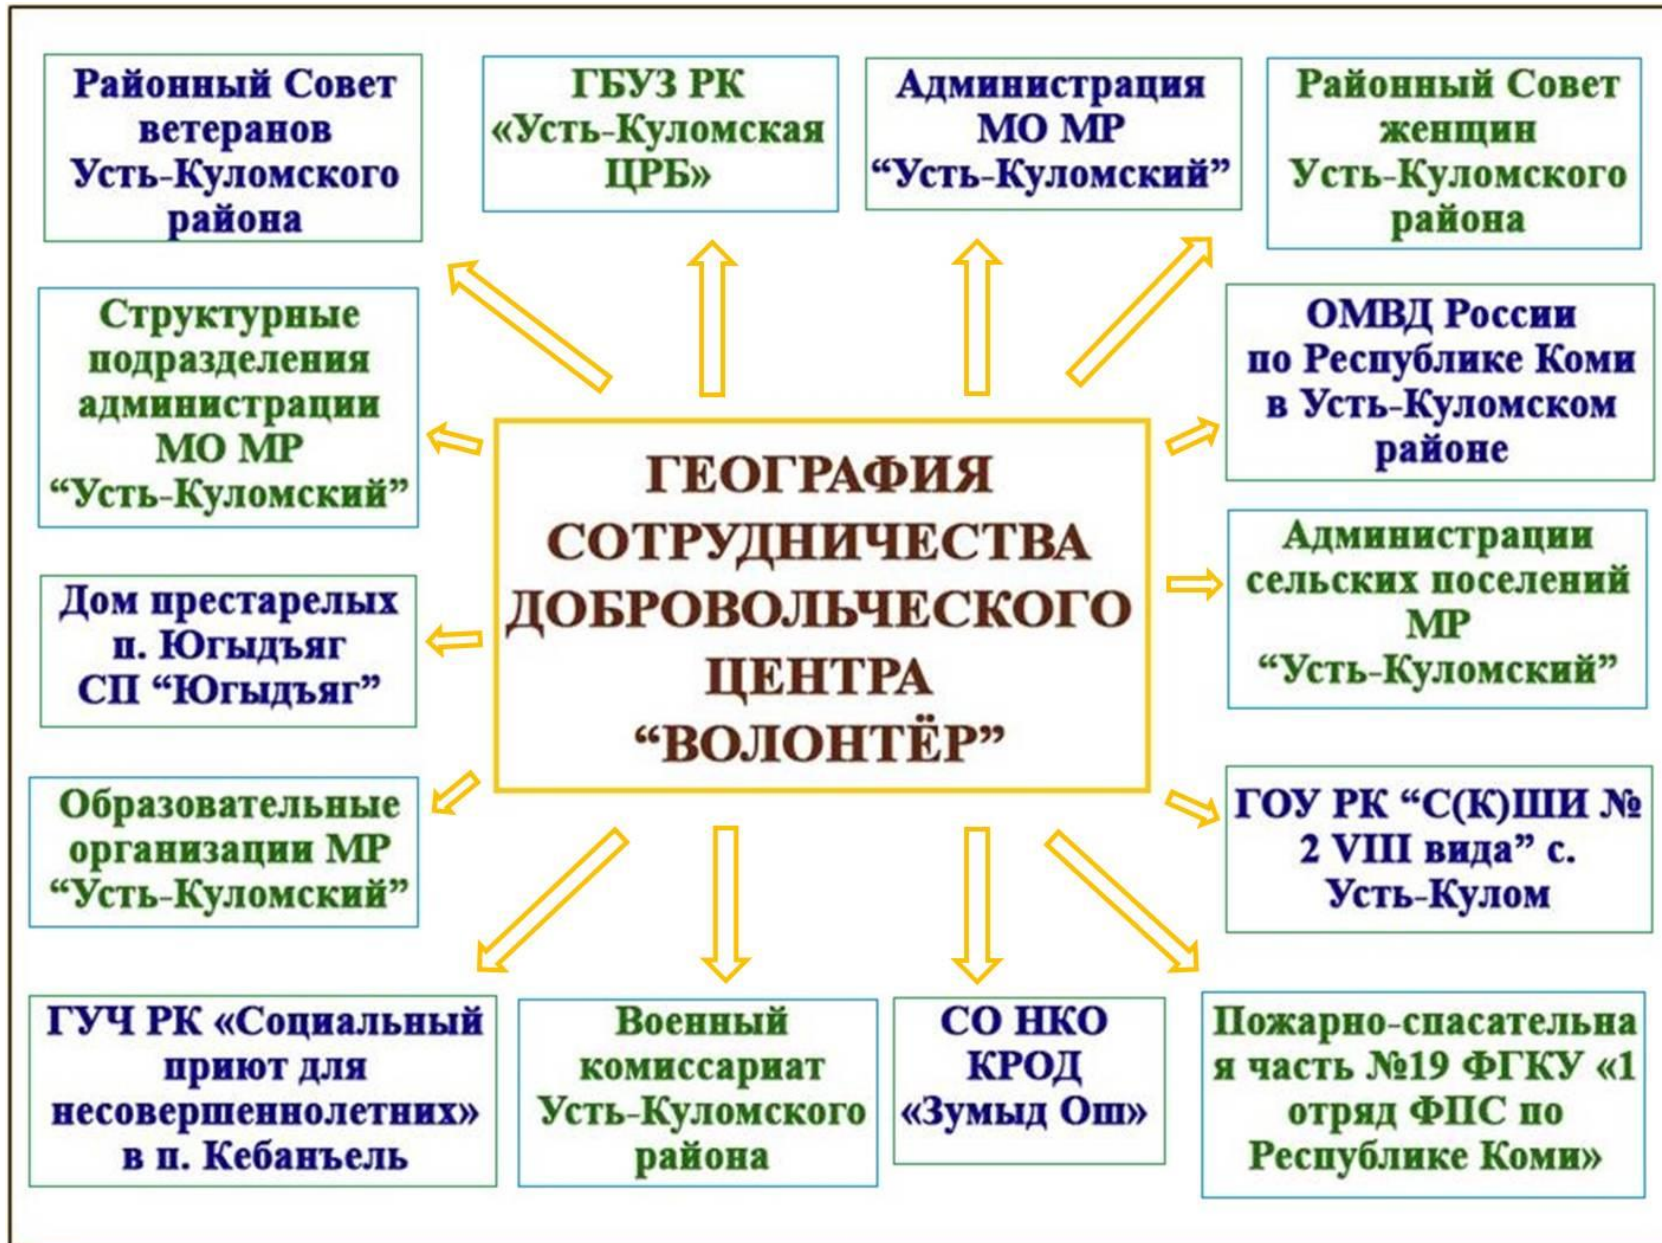 Районный Совет
ветеранов
Усть-Куломского
района
ГБУЗ РК
«Усть-Куломская
ЦРБ»
Администрация
МО МР
“Усть-Куломский”
Районный Совет
женщин
Усть-Куломского
района
Структурные
подразделения
администрации
МО МР
“Усть-Куломский”
ОМВД России
по Республике Коми
в Усть-Куломском
районе
ГЕОГРАФИЯ
СОТРУДНИЧЕСТВА
ДОБРОВОЛЬЧЕСКОГО
ЦЕНТРА
“ВОЛОНТЁР”
Дом престарелых
п. Югыдъяг
СП “Югыдъяг”
Администрации
сельских поселений
МР
“Усть-Куломский”
Образовательные
организации МР
“Усть-Куломский”
ГОУ РК “С(К)ШИ №
2 VIII вида” с.
Усть-Кулом
ГУЧ РК «Социальный
приют для
несовершеннолетних»
в п. Кебанъель
Военный
комиссариат
Усть-Куломского
района
СО НКО
КРОД
«Зумыд Ош»
Пожарно-спасательна
я часть №19 ФГКУ «1
отряд ФПС по
Республике Коми»